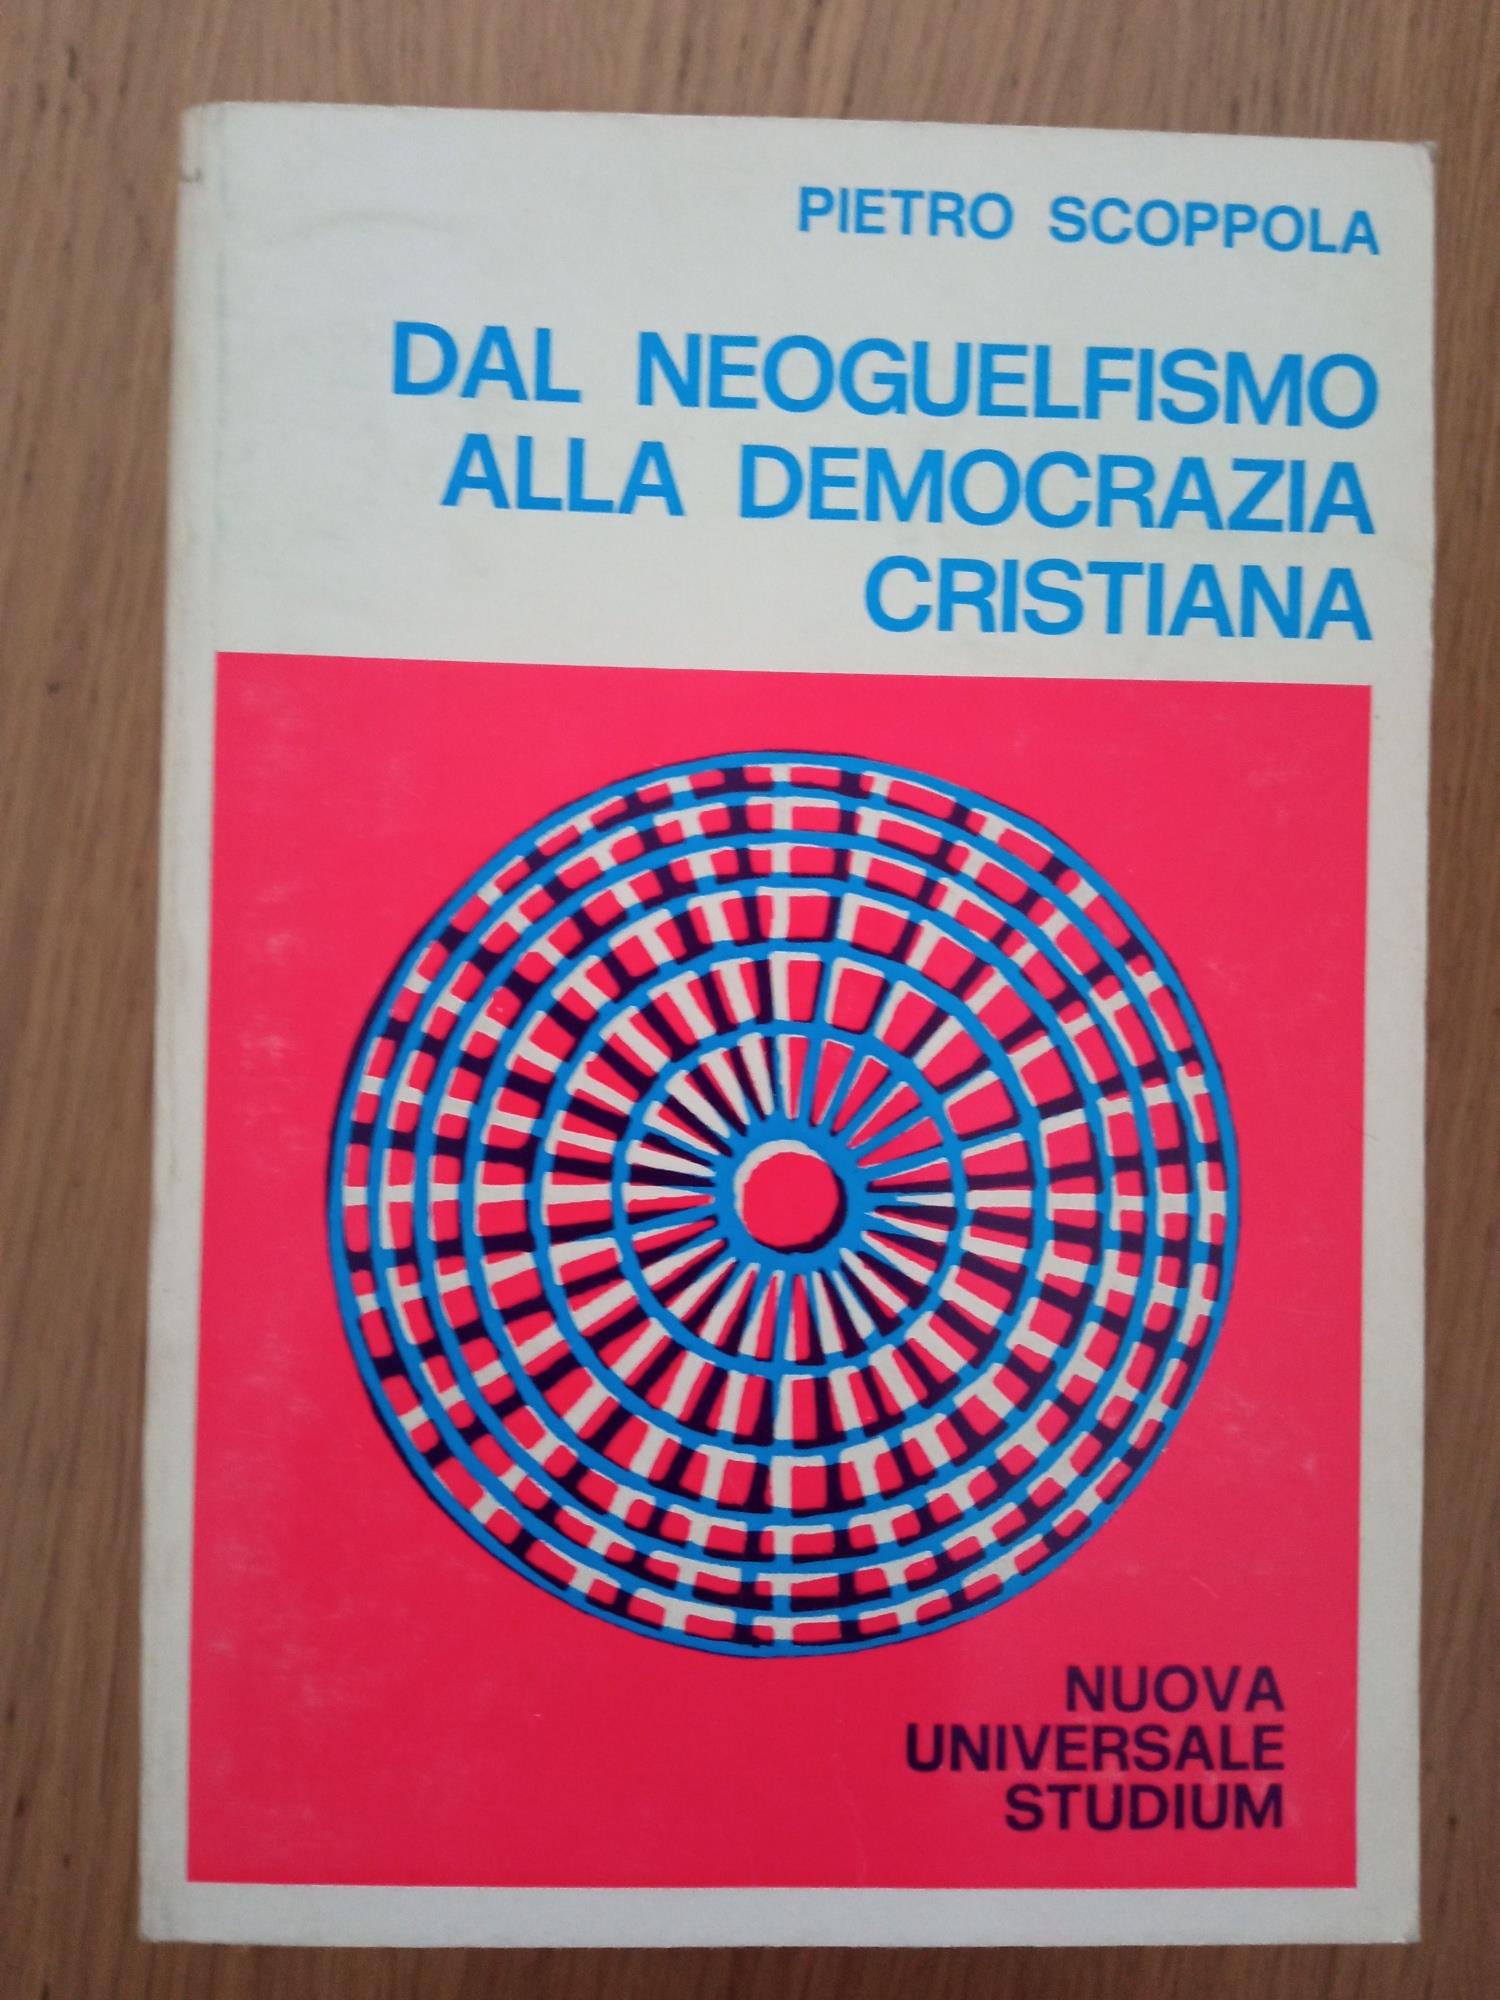 PIETRO SCOPPOLA
DAL NEOGUELFISMO
ALLA DEMOCRAZIA
CRISTIANA
NUOVA
UNIVERSALE
STUDIUM